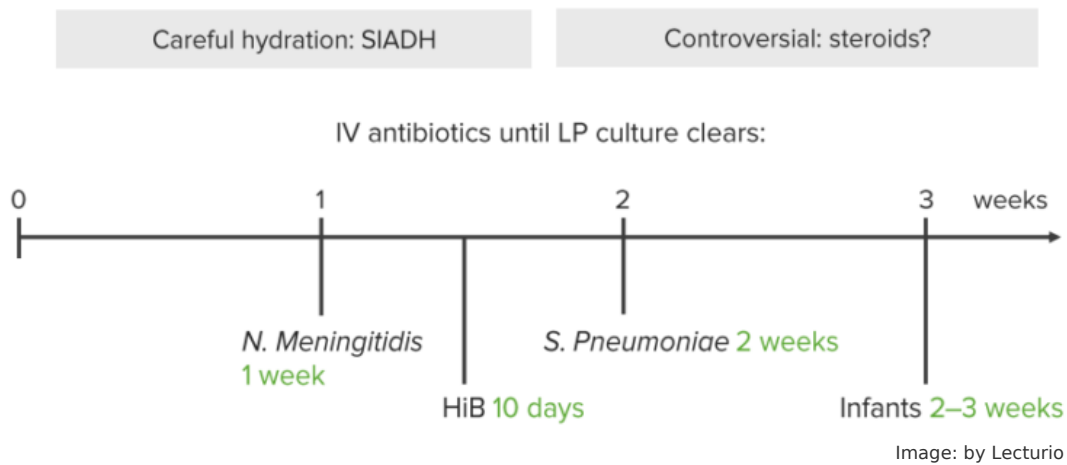 Careful hydration: SIADH
Controversial: steroids?
IV antibiotics until LP culture clears:
0 1 2 3 weeks
N. Meningitidis
1 week
S. Pneumoniae 2 weeks
HiB 10 days
Infants 2–3 weeks
Image: by Lecturio